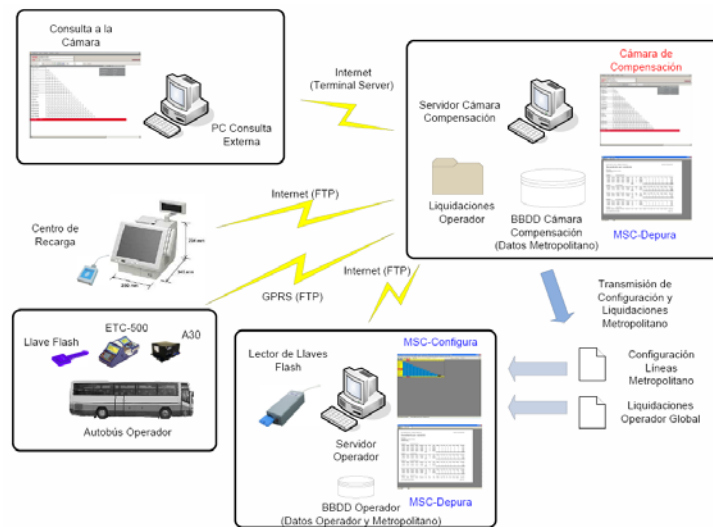 Consulta a la
Cámara
PC Consulta
Externa
Internet
(Terminal Server)
Cámara de
Compensación
Servidor Cámara
Compensación
Liquidaciones
Operador
BBDD Cámara
Compensación
(Datos Metropolitano)
MSC-Depura
Internet (FTP)
Centro de
Recarga
GPRS (FTP)
Internet (FTP)
Transmisión de
Configuración y
Liquidaciones
Metropolitano
Llave Flash
ETC-500
A30
Autobús Operador
Lector de Llaves
Flash
MSC-Configura
Servidor
Operador
BBDD Operador
(Datos Operador y Metropolitano)
MSC-Depura
Configuración
Líneas
Metropolitano
Liquidaciones
Operador Global